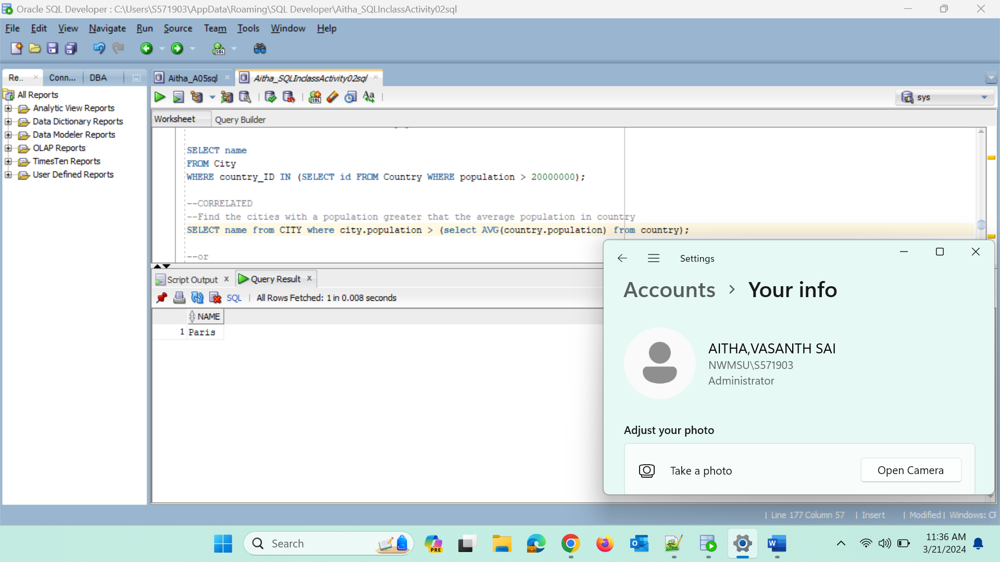 Oracle SQL Developer : C:\Users\S571903\AppData\Roaming\SQL Developer\Aitha_SQLInclassActivity02sql
File Edit View Navigate Run Source Team Tools Window Help
Re.. Conn... DBA
Aitha_A05sql Aitha_SQLInclassActivity02sql
All Reports
Analytic View Reports
Data Dictionary Reports
Data Modeler Reports
OLAP Reports
TimesTen Reports
User Defined Reports
sys
Worksheet Query Builder
SELECT name
FROM City
WHERE country_ID IN (SELECT id FROM Country WHERE population > 20000000);
--CORRELATED
--Find the cities with a population greater that the average population in country
SELECT name from CITY where city.population > (select AVG(country.population) from country);
--or
Script Output Query Result
SQL | All Rows Fetched: 1 in 0.008 seconds
NAME
1 Paris
Settings
Accounts > Your info
AITHA,VASANTH SAI
NWMSU\S571903
Administrator
Adjust your photo
Take a photo Open Camera
| Line 177 Column 57 | Insert | Modified | Windows: CF
Search
PRE
11:36 AM
3/21/2024